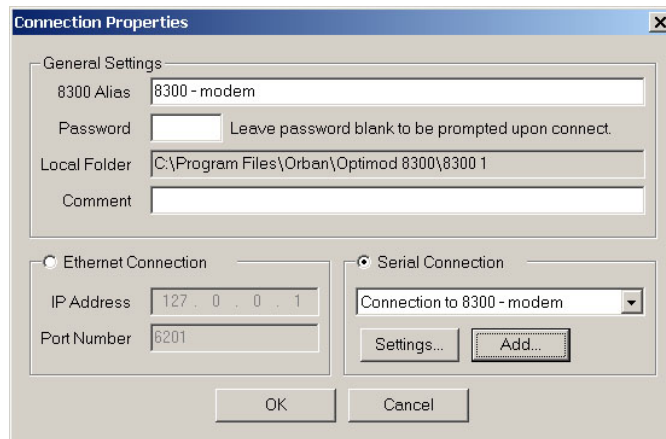 Connection Properties
General Settings
8300 Alias 8300 - modem
Password Leave password blank to be prompted upon connect.
Local Folder C:\Program Files\Orban\Optimod 8300\8300 1
Comment
Ethernet Connection
IP Address 127 . 0 . 0 . 1
Port Number 6201
Serial Connection
Connection to 8300 - modem
Settings... Add...
OK Cancel